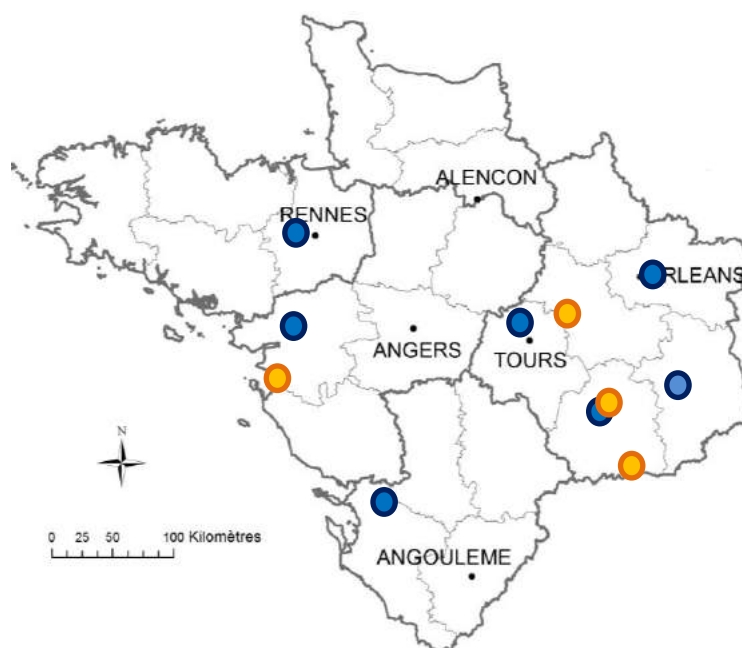 ALENCON
RENNES
RLEANS
ANGERS
TOURS
N
0 25 50 100 Kilomètres
ANGOULEME